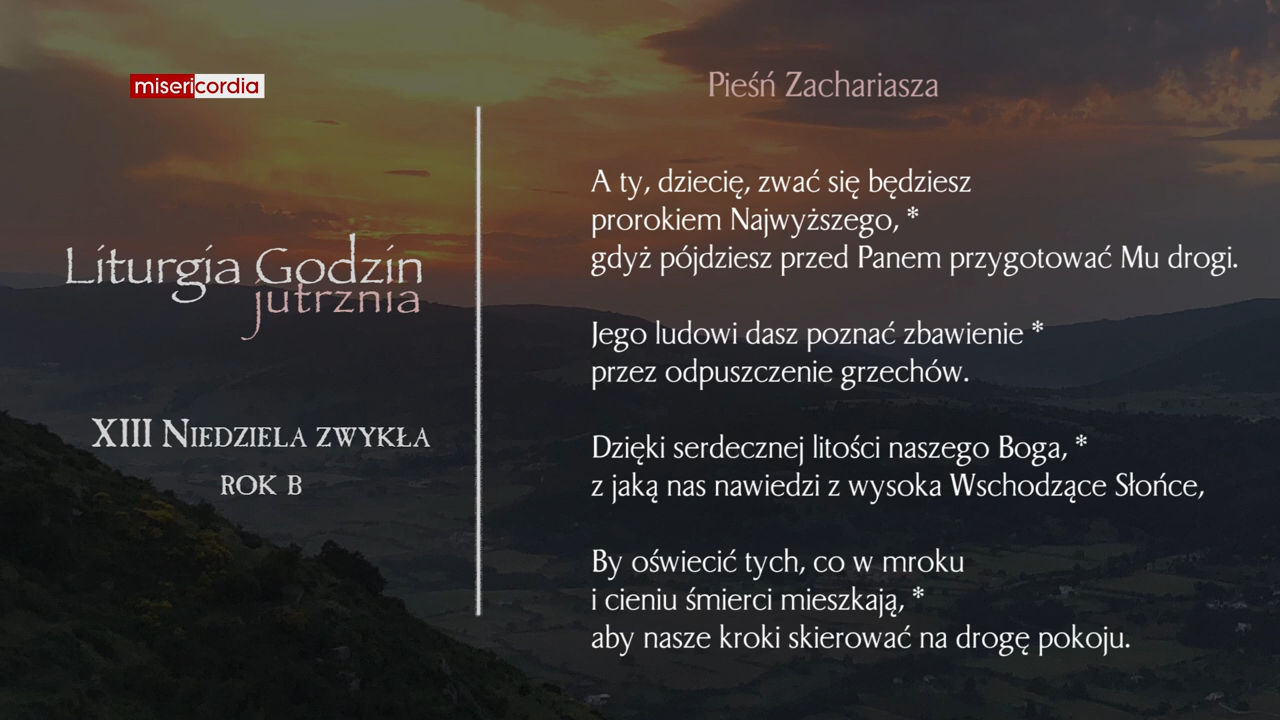 misericordia
Liturgia Godzin
jutrznia
XIII Niedziela zwykła
rok B
Pieśń Zachariasza
A ty, dziecię, zwać się będziesz
prorokiem Najwyższego, *
gdyż pójdziesz przed Panem przygotować Mu drogi.
Jego ludowi dasz poznać zbawienie *
przez odpuszczenie grzechów.
Dzięki serdecznej litości naszego Boga, *
z jaką nas nawiedzi z wysoka Wschodzące Słońce,
By oświecić tych, co w mroku
i cieniu śmierci mieszkają, *
aby nasze kroki skierować na drogę pokoju.